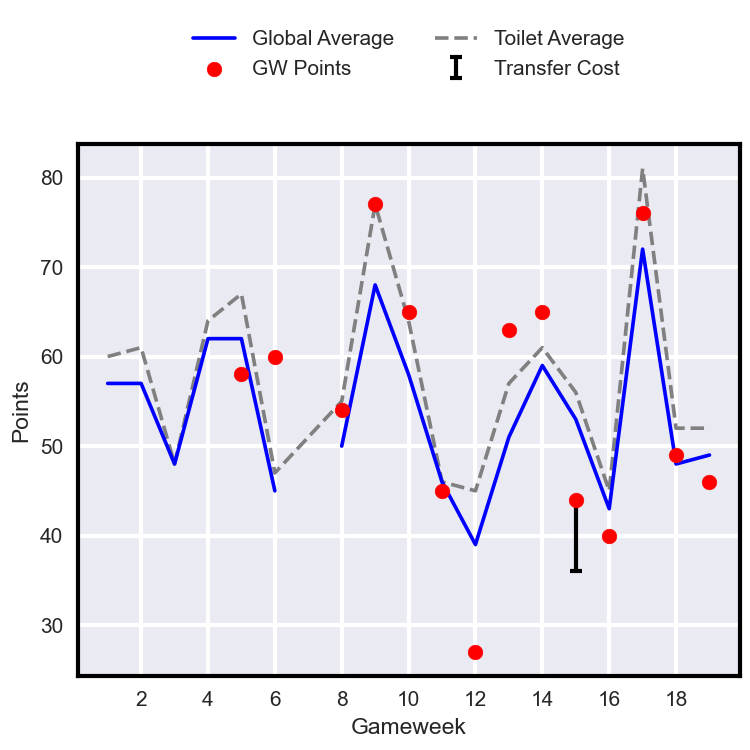 Global Average
Toilet Average
GW Points
Transfer Cost
80
70
60
50
40
30
Points
2 4 6 8 10 12 14 16 18
Gameweek